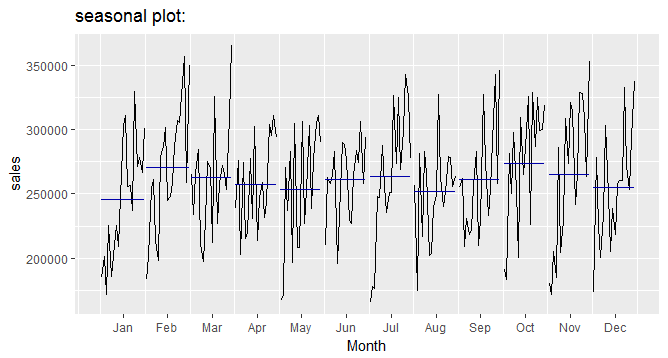 seasonal plot:
350000
300000
250000
200000
sales
Jan Feb Mar Apr May Jun Jul Aug Sep Oct Nov Dec
Month